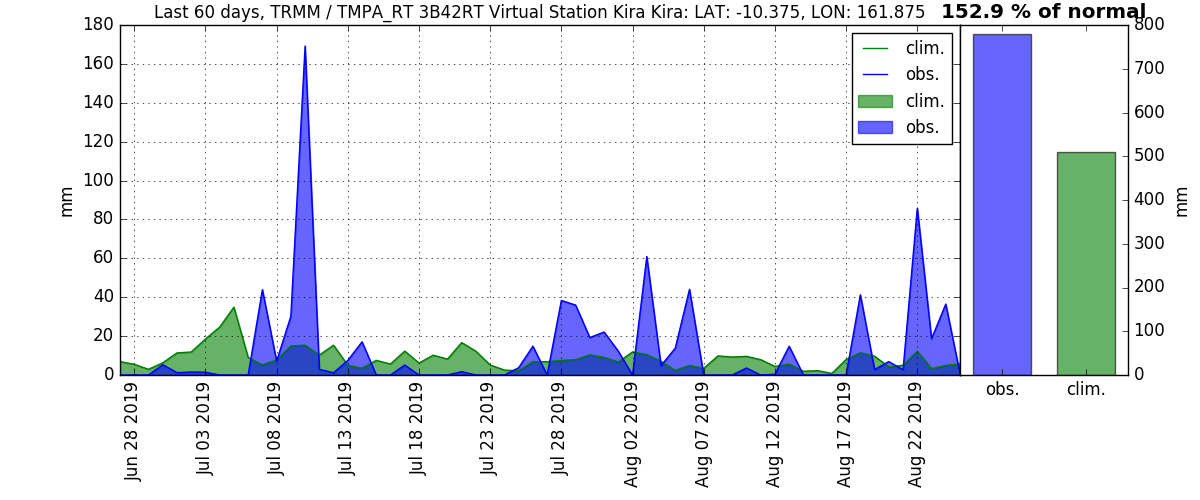 Last 60 days, TRMM / TMPA_RT 3B42RT Virtual Station Kira Kira: LAT: -10.375, LON: 161.875
152.9 % of normal
180
160
140
120
100
80
60
40
20
0
mm
clim.
obs.
clim.
obs.
Jun 28 2019
Jul 03 2019
Jul 08 2019
Jul 13 2019
Jul 18 2019
Jul 23 2019
Jul 28 2019
Aug 02 2019
Aug 07 2019
Aug 12 2019
Aug 17 2019
Aug 22 2019
800
700
600
500
400
300
200
100
0
mm
obs.
clim.